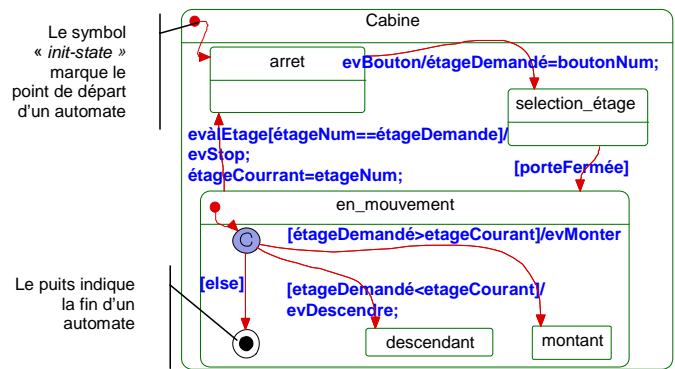 Cabine
Le symbol
« init-state »
marque le
point de départ
d'un automate
arret
evBouton/étageDemandé=boutonNum;
selection_étage
evàlEtage[étageNum==étageDemande]/
evStop;
étageCourrant=etageNum;
[porteFermée]
en_mouvement
C
[étageDemandé>etageCourant]/evMonter
Le puits indique
la fin d'un
automate
[else]
[etageDemandé<etageCourant]/
evDescendre;
descendant
montant